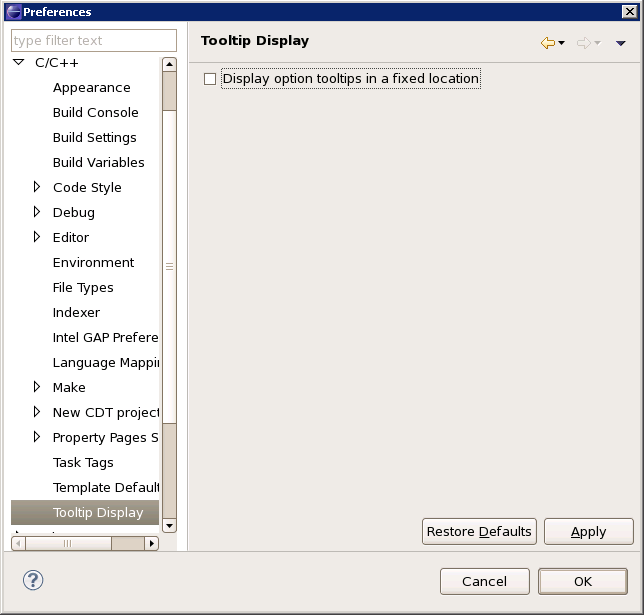 Preferences
type filter text
C/C++
Appearance
Build Console
Build Settings
Build Variables
Code Style
Debug
Editor
Environment
File Types
Indexer
Intel GAP Prefere
Language Mappi
Make
New CDT project
Property Pages S
Task Tags
Template Default
Tooltip Display
Tooltip Display
Display option tooltips in a fixed location
Restore Defaults
Apply
?
Cancel
OK